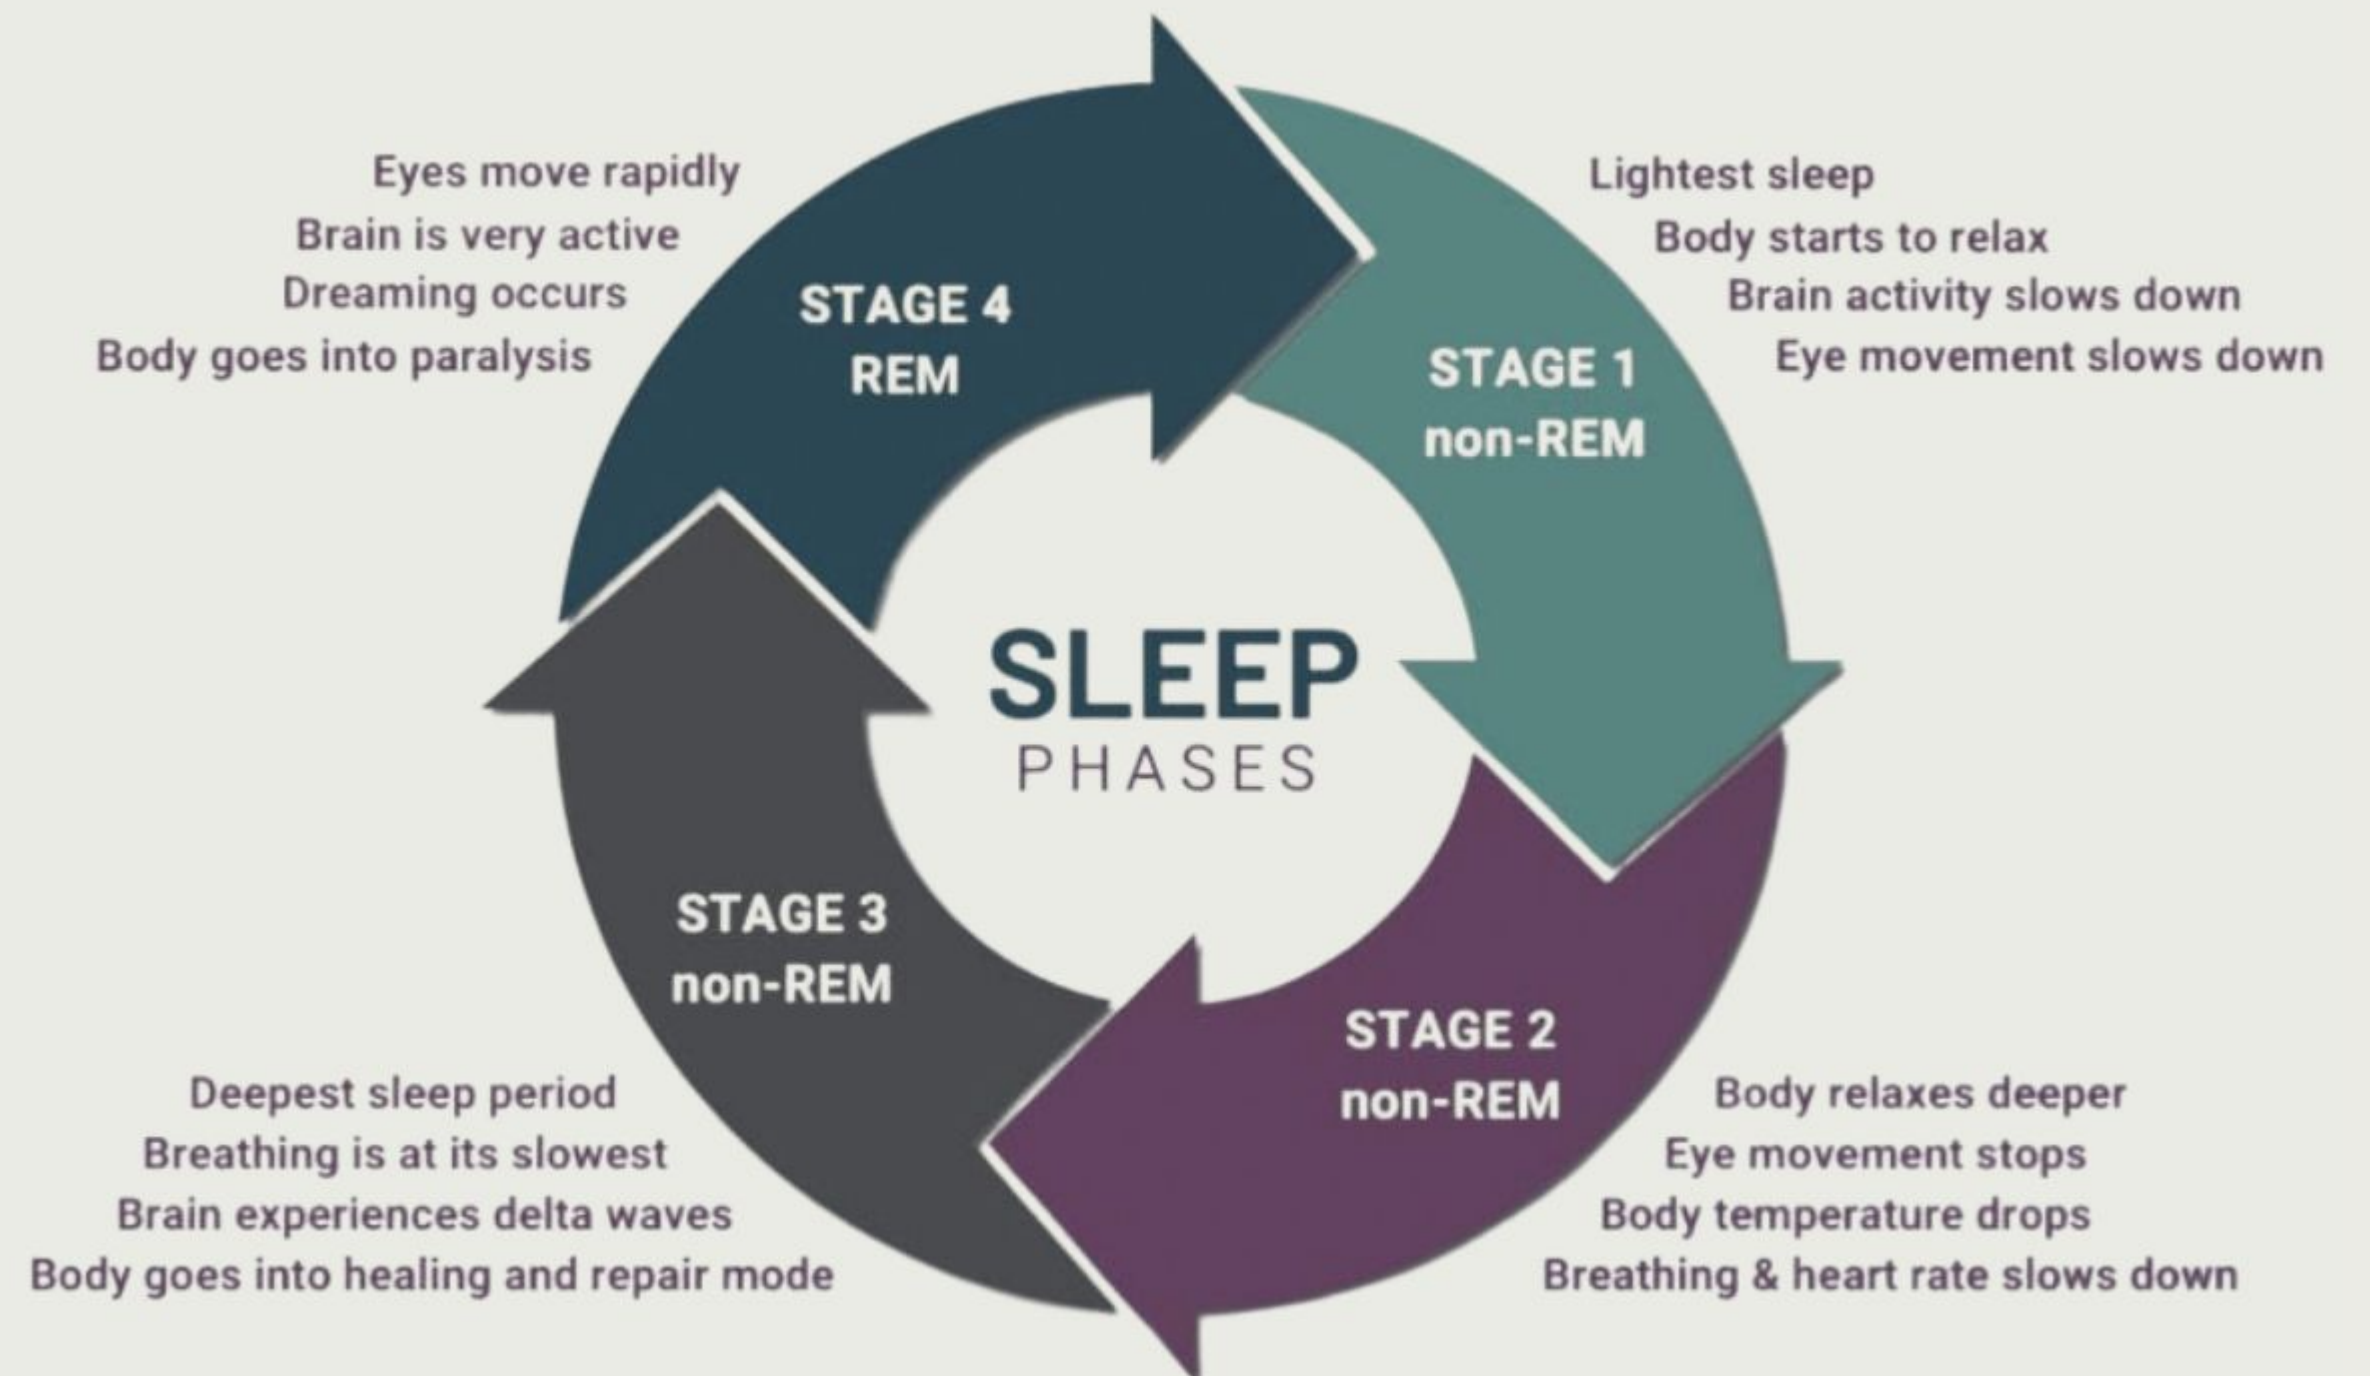 SLEEP
PHASES
STAGE 1
non-REM
Lightest sleep
Body starts to relax
Brain activity slows down
Eye movement slows down
STAGE 2
non-REM
Body relaxes deeper
Eye movement stops
Body temperature drops
Breathing & heart rate slows down
STAGE 3
non-REM
Deepest sleep period
Breathing is at its slowest
Brain experiences delta waves
Body goes into healing and repair mode
STAGE 4
REM
Eyes move rapidly
Brain is very active
Dreaming occurs
Body goes into paralysis